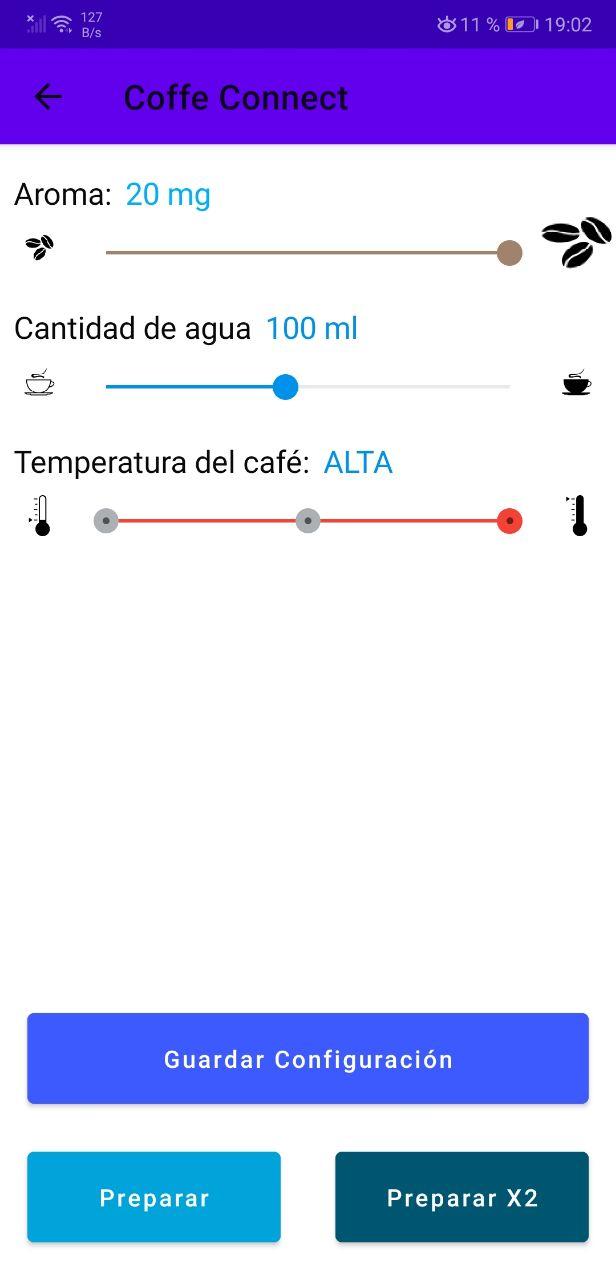 127
B/s
11 % 19:02
Coffe Connect
Aroma: 20 mg
Cantidad de agua 100 ml
Temperatura del café: ALTA
Guardar Configuración
Preparar Preparar X2